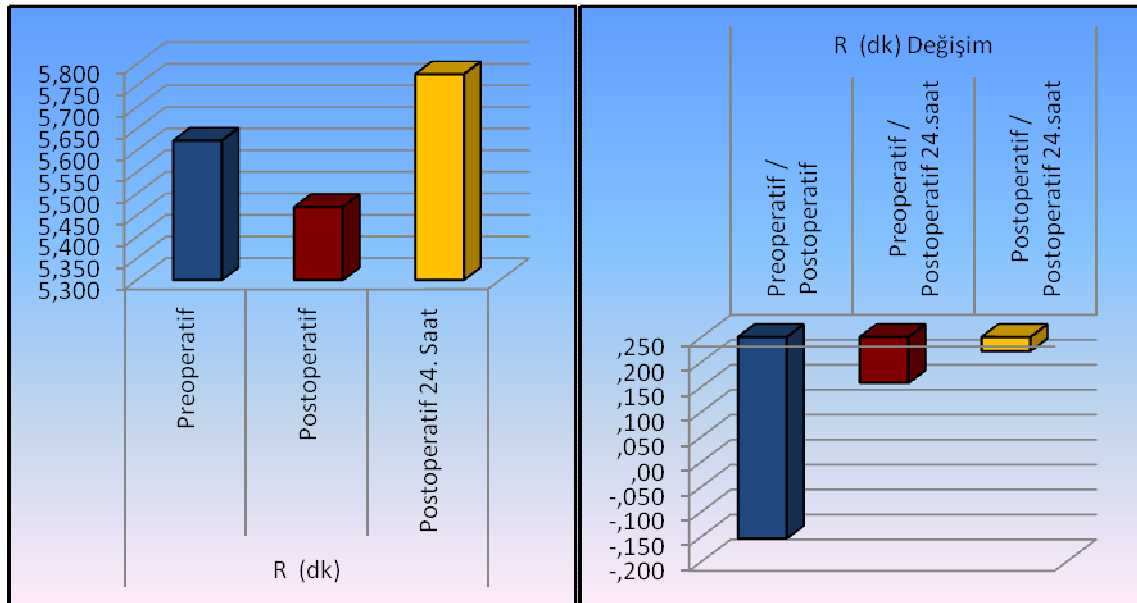 5,800
5,750
5,700
5,650
5,600
5,550
5,500
5,450
5,400
5,350
5,300
Preoperatif
Postoperatif
Postoperatif 24. Saat
R (dk)
R (dk) Değişim
Preoperatif /
Postoperatif
Preoperatif /
Postoperatif 24.saat
Postoperatif /
Postoperatif 24.saat
,250
,200
,150
,100
,050
,00
-,050
-,100
-,150
-,200